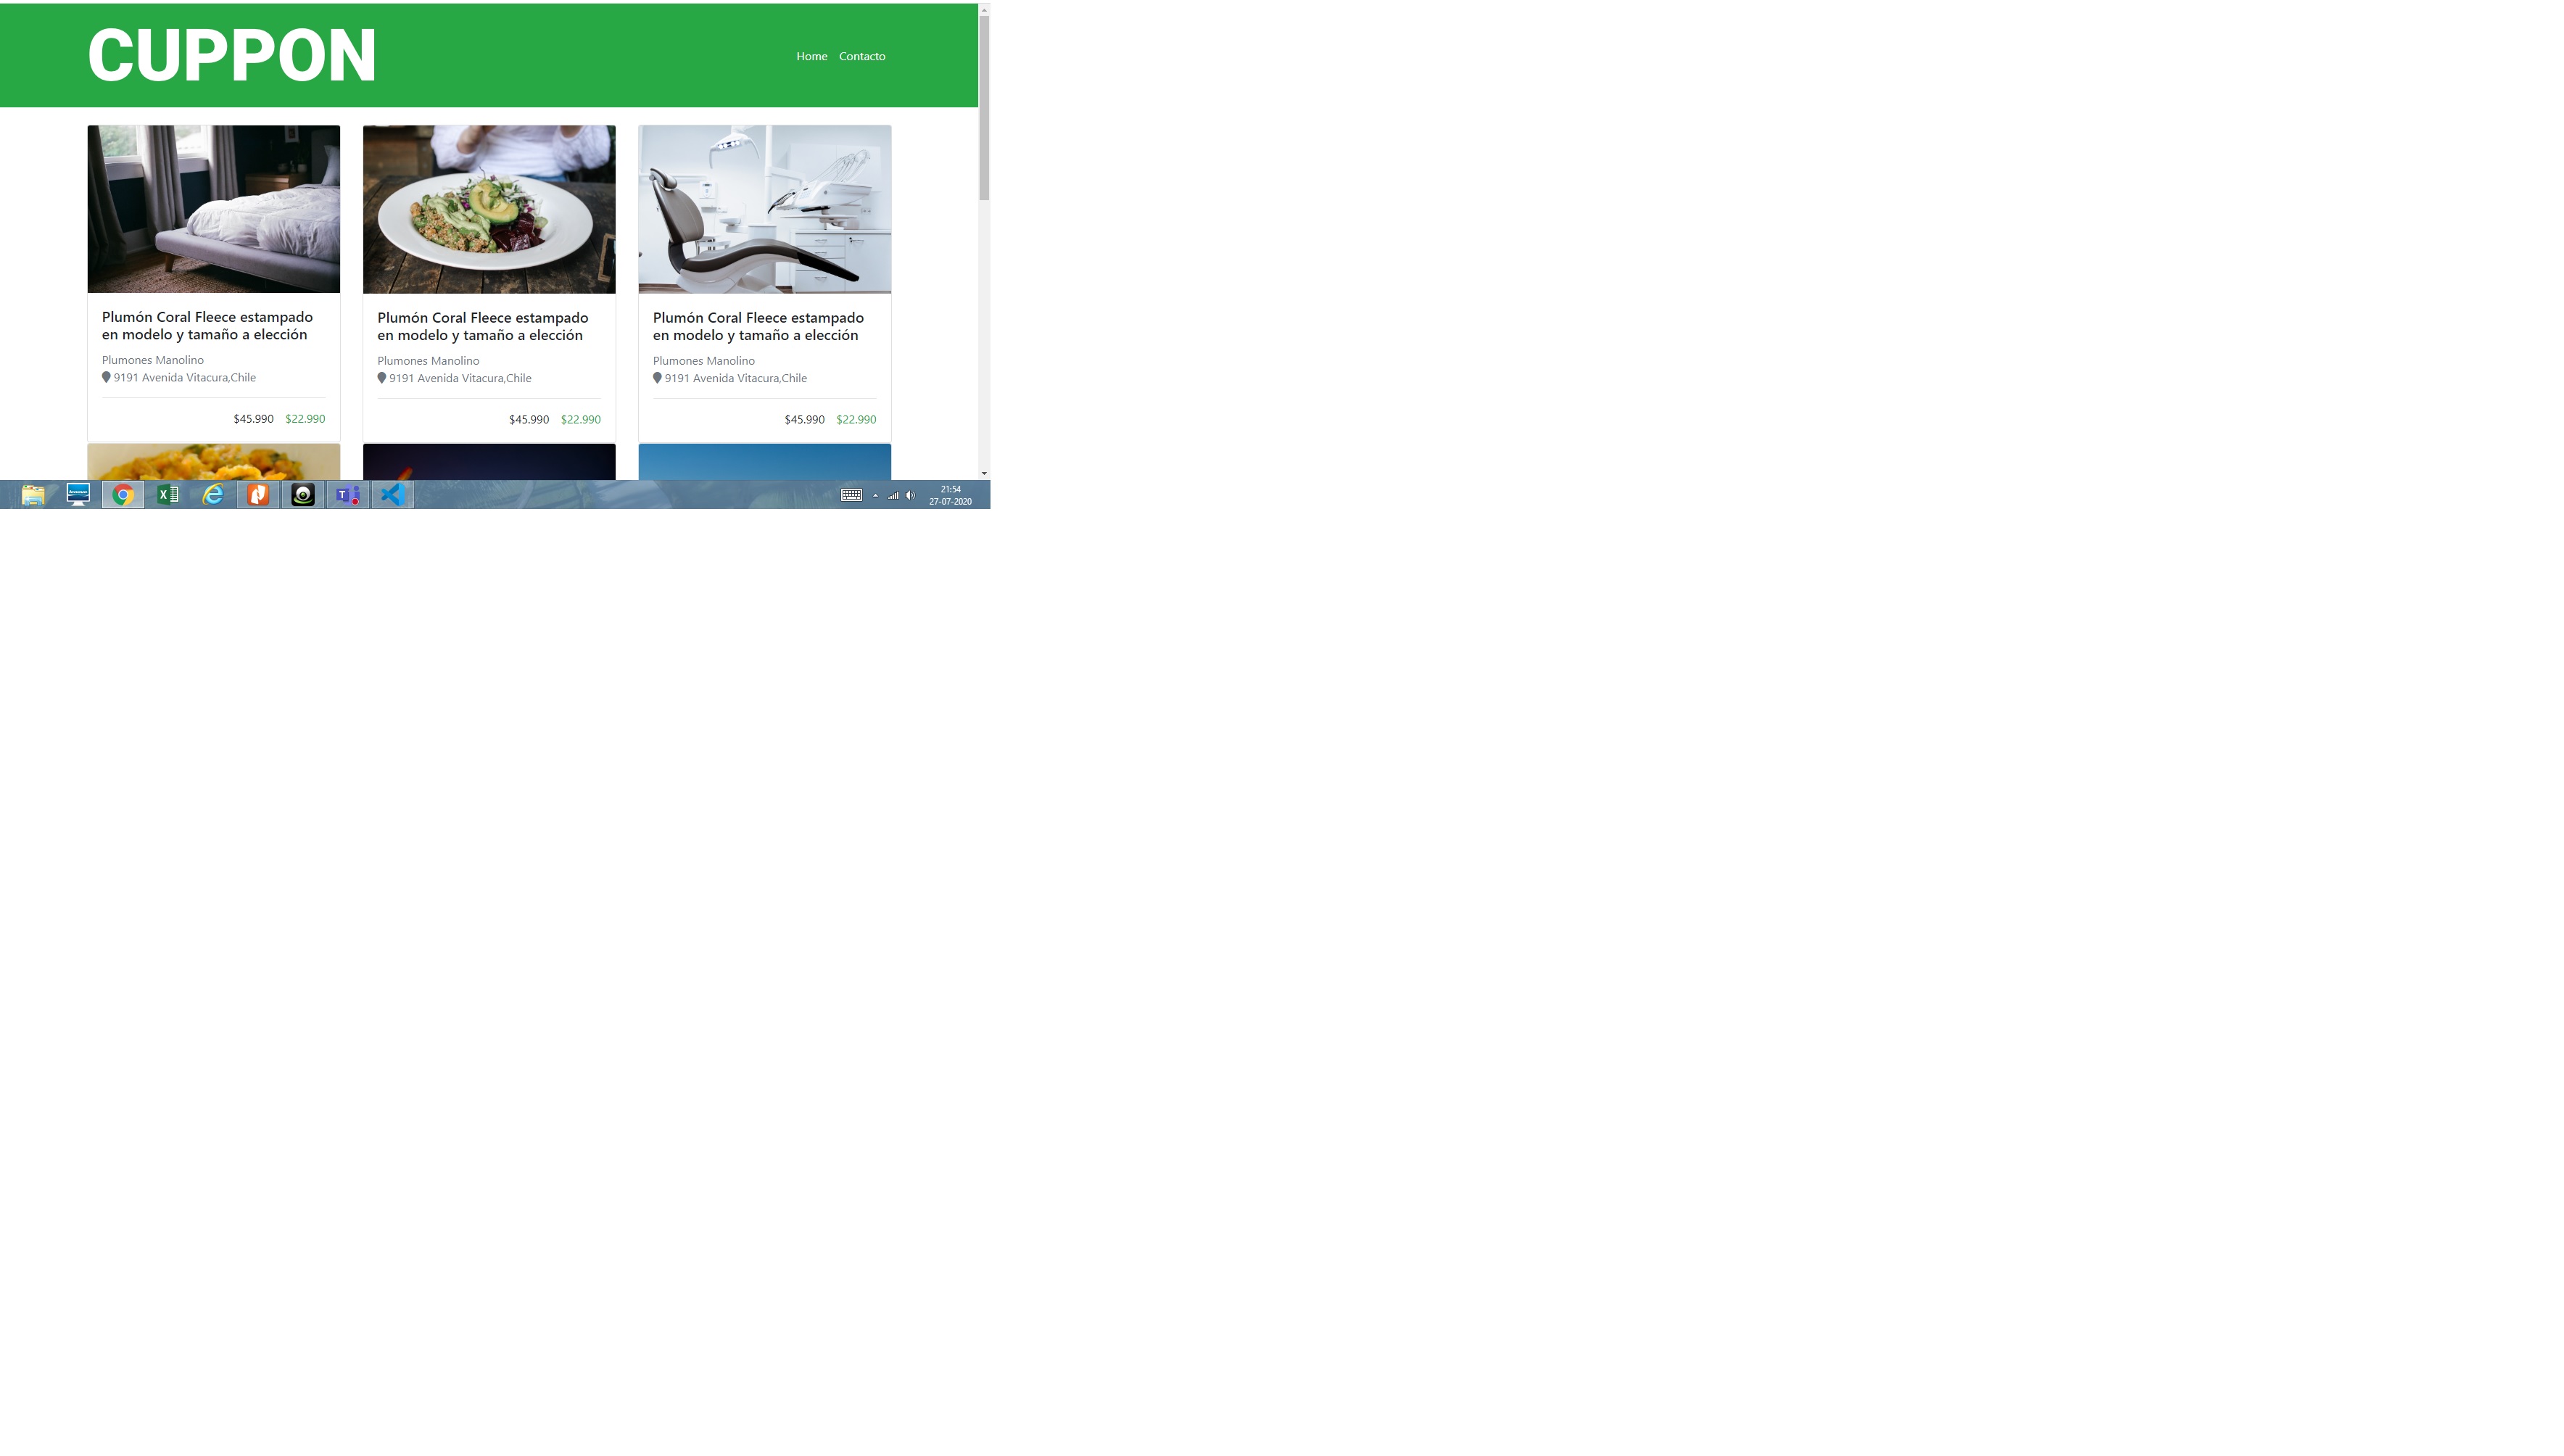 CUPPON
Home Contacto
Plumón Coral Fleece estampado
en modelo y tamaño a elección
Plumones Manolino
9191 Avenida Vitacura,Chile
$45.990 $22.990
Plumón Coral Fleece estampado
en modelo y tamaño a elección
Plumones Manolino
9191 Avenida Vitacura,Chile
$45.990 $22.990
Plumón Coral Fleece estampado
en modelo y tamaño a elección
Plumones Manolino
9191 Avenida Vitacura,Chile
$45.990 $22.990
21:54
27-07-2020